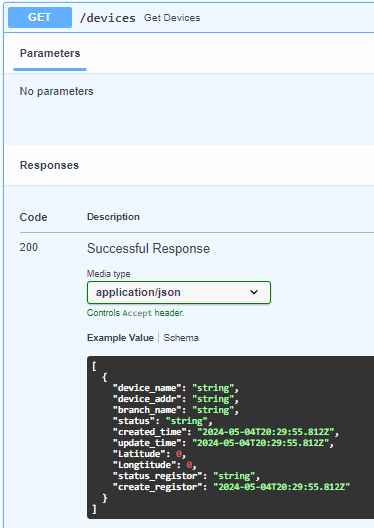 GET /devices Get Devices
Parameters
No parameters
Responses
Code Description
200 Successful Response
Media type
application/json
Controls Accept header.
Example Value Schema
[
  {
    "device_name": "string",
    "device_addr": "string",
    "branch_name": "string",
    "status": "string",
    "created_time": "2024-05-04T20:29:55.812Z",
    "update_time": "2024-05-04T20:29:55.812Z",
    "Latitude": 0,
    "Longtitude": 0,
    "status_registor": "string",
    "create_registor": "2024-05-04T20:29:55.812Z"
  }
]